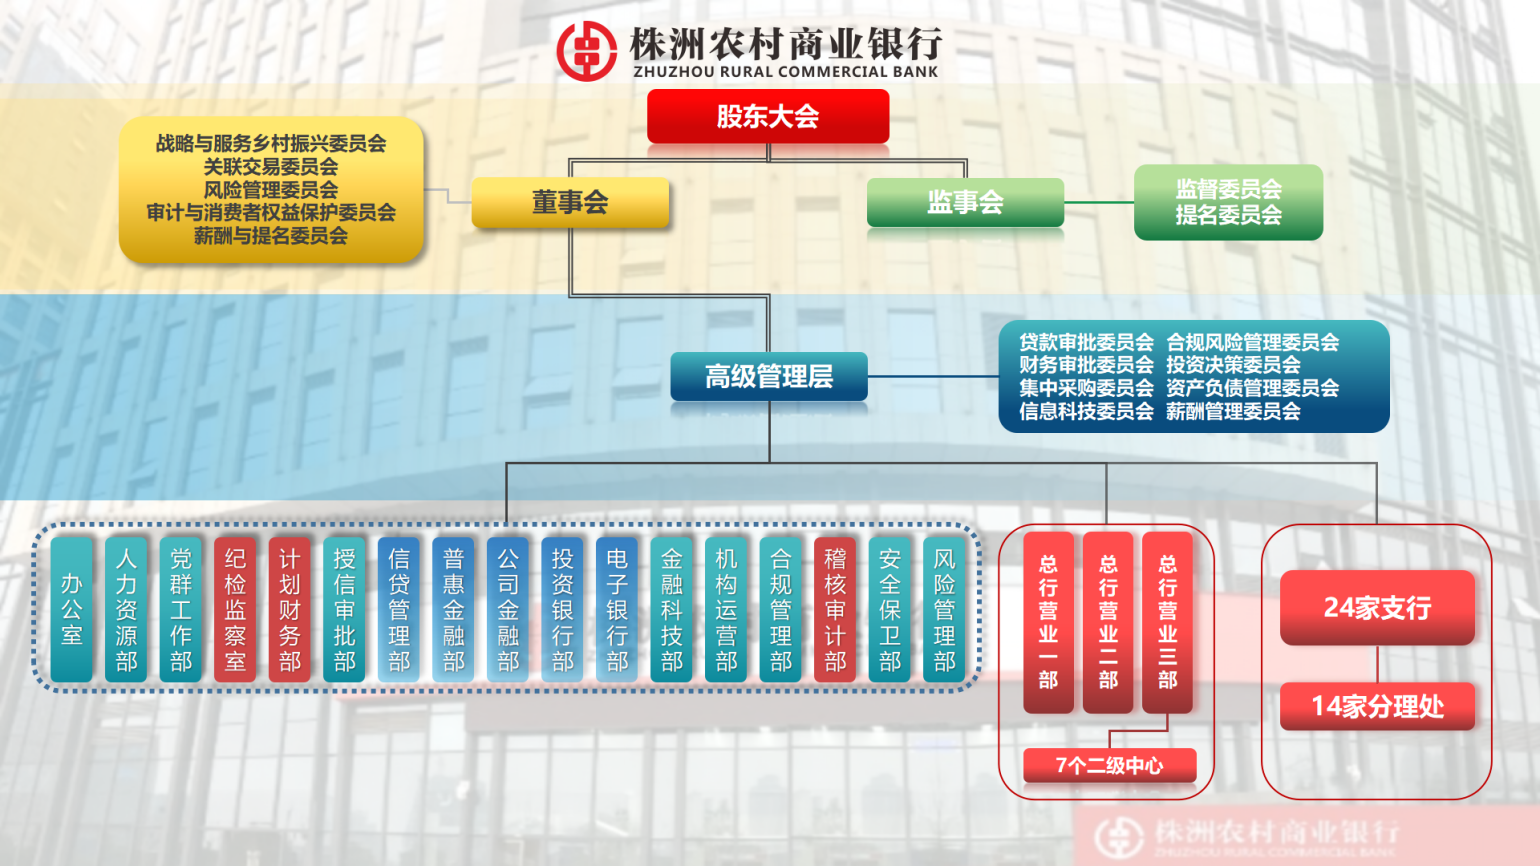 株洲农村商业银行
ZHUZHOU RURAL COMMERCIAL BANK
股东大会
战略与服务乡村振兴委员会
关联交易委员会
风险管理委员会
审计与消费者权益保护委员会
薪酬与提名委员会
董事会
监事会
监督委员会
提名委员会
高级管理层
贷款审批委员会 合规风险管理委员会
财务审批委员会 投资决策委员会
集中采购委员会 资产负债管理委员会
信息科技委员会 薪酬管理委员会
办公室
人力资源部
党群工作部
纪检监察室
计划财务部
授信审批部
信贷管理部
普惠金融部
公司金融部
投资银行部
电子银行部
金融科技部
机构运营部
合规管理部
稽核审计部
安全保卫部
风险管理部
总行营业一部
总行营业二部
总行营业三部
7个二级中心
24家支行
14家分理处
株洲农村商业银行
ZHUZHOU RURAL COMMERCIAL BANK